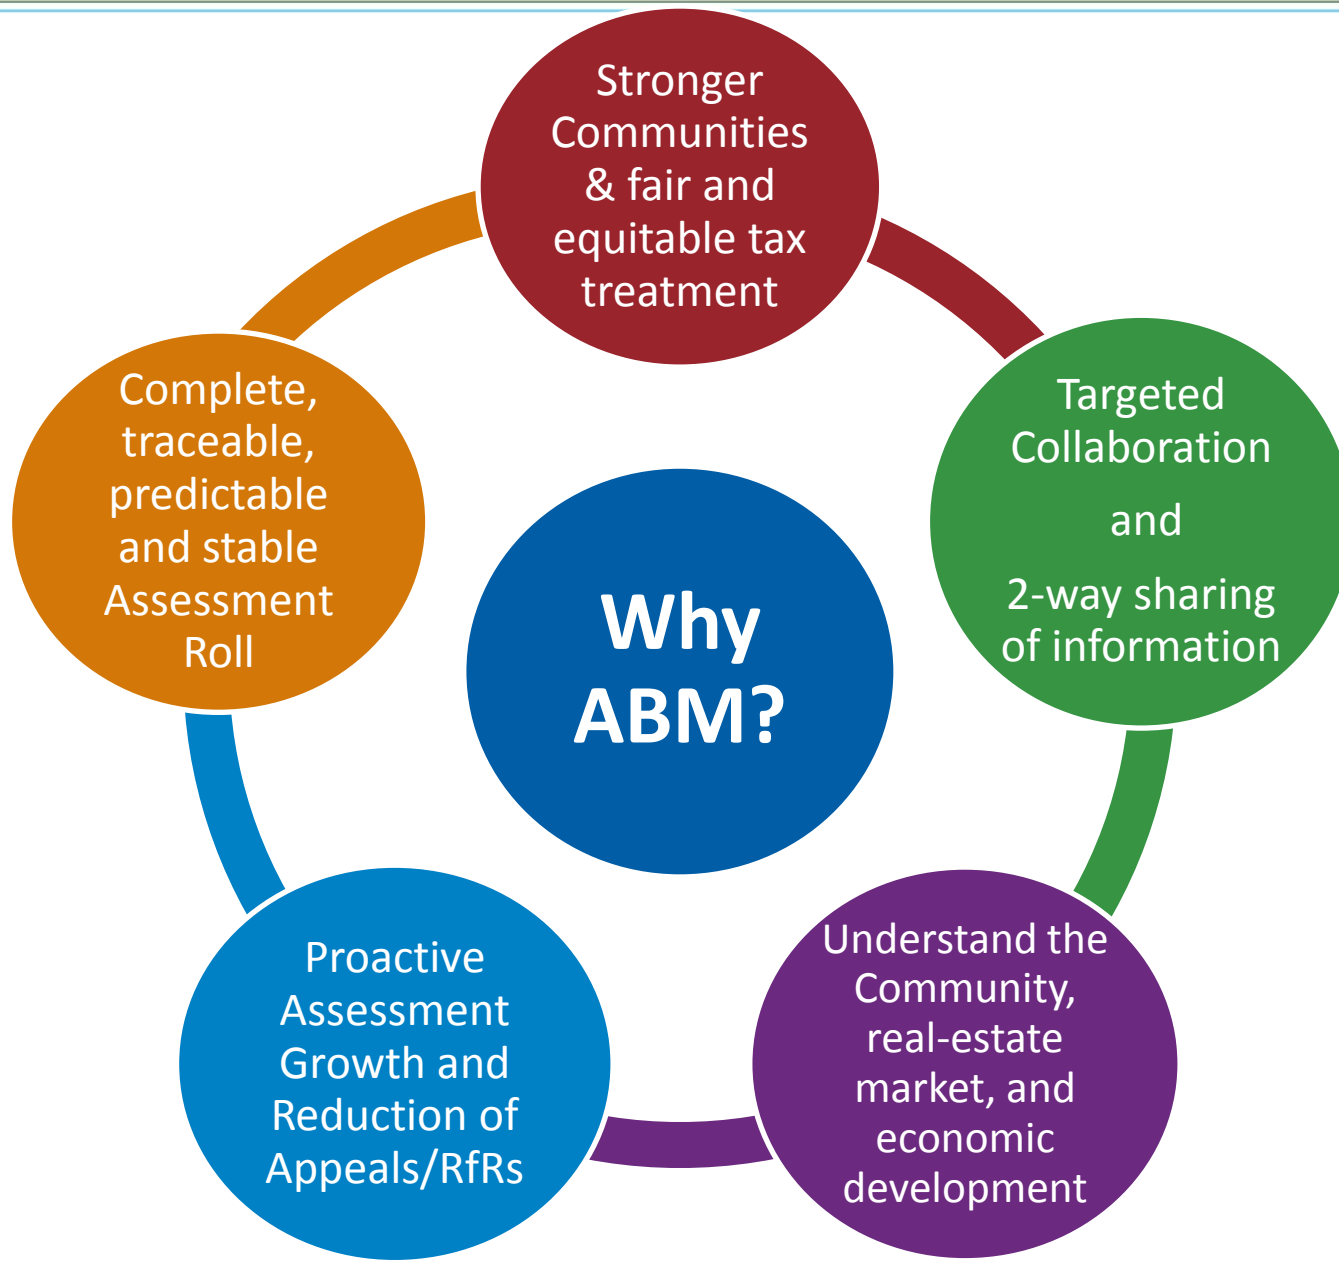 Stronger
Communities
& fair and
equitable tax
treatment
Targeted
Collaboration
and
2-way sharing
of information
Understand the
Community,
real-estate
market, and
economic
development
Proactive
Assessment
Growth and
Reduction of
Appeals/RfRs
Complete,
traceable,
predictable
and stable
Assessment
Roll
Why
ABM?